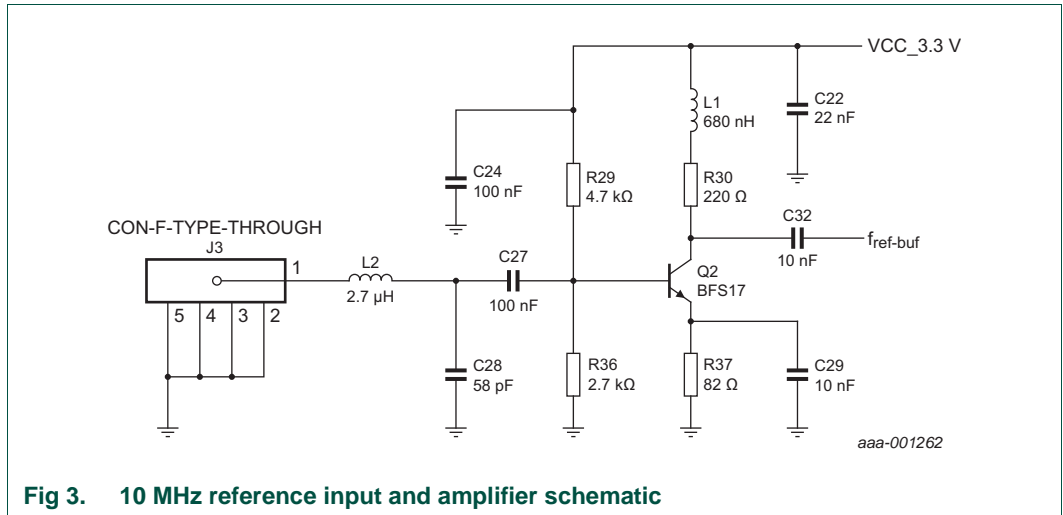 VCC_3.3 V
L1
680 nH
C22
22 nF
C24
100 nF
R29
4.7 kΩ
R30
220 Ω
CON-F-TYPE-THROUGH
J3
1
5 4 3 2
L2
2.7 μH
C27
100 nF
C32
10 nF
fref-buf
Q2
BFS17
C28
58 pF
R36
2.7 kΩ
R37
82 Ω
C29
10 nF
aaa-001262
Fig 3. 10 MHz reference input and amplifier schematic